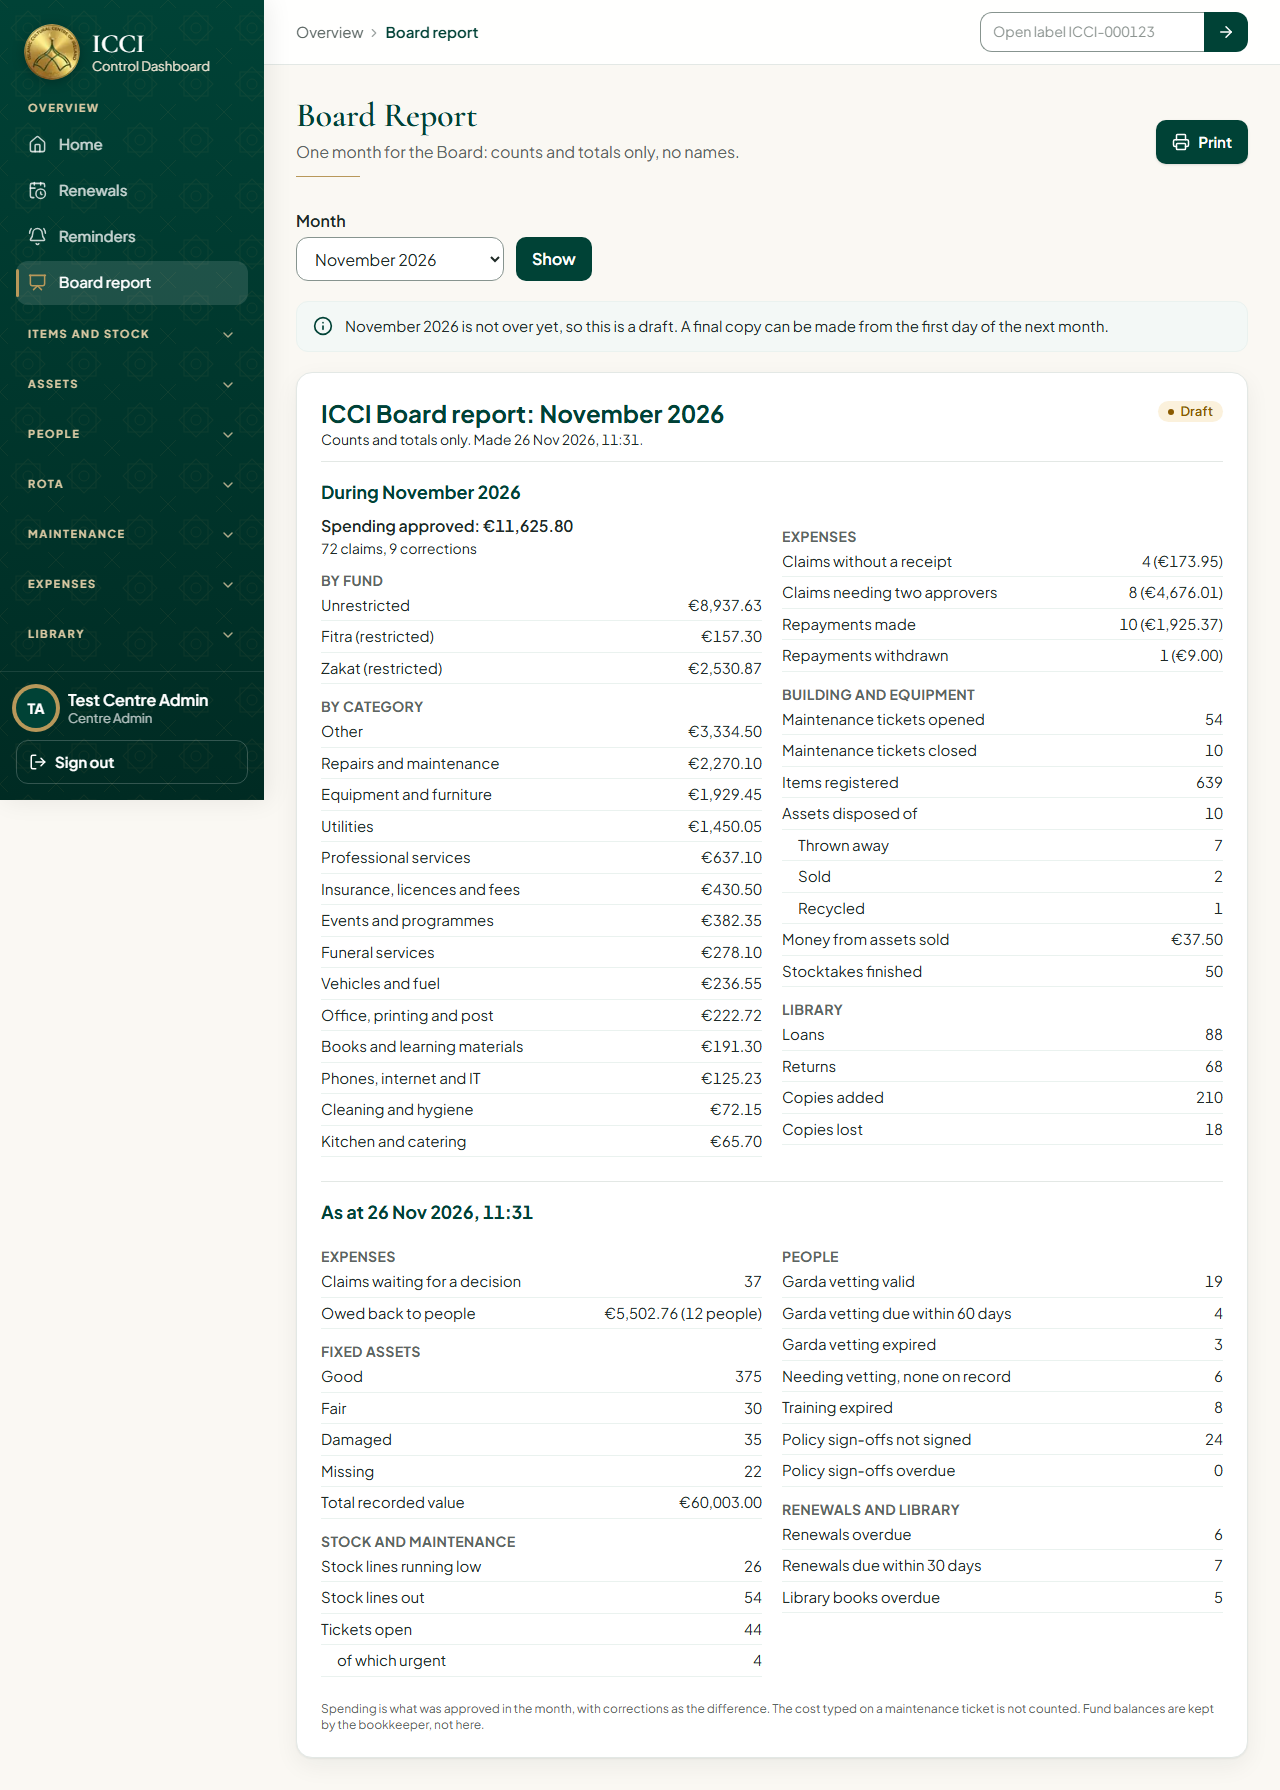 ICCI
Control Dashboard
OVERVIEW
Home
Renewals
Reminders
Board report
ITEMS AND STOCK
ASSETS
PEOPLE
ROTA
MAINTENANCE
EXPENSES
LIBRARY
TA
Test Centre Admin
Centre Admin
Sign out
Overview › Board report
Open label ICCI-000123
Board Report
One month for the Board: counts and totals only, no names.
Print
Month
November 2026
Show
November 2026 is not over yet, so this is a draft. A final copy can be made from the first day of the next month.
ICCI Board report: November 2026
Draft
Counts and totals only. Made 26 Nov 2026, 11:31.
During November 2026
Spending approved: €11,625.80
72 claims, 9 corrections
BY FUND
Unrestricted €8,937.63
Fitra (restricted) €157.30
Zakat (restricted) €2,530.87
BY CATEGORY
Other €3,334.50
Repairs and maintenance €2,270.10
Equipment and furniture €1,929.45
Utilities €1,450.05
Professional services €637.10
Insurance, licences and fees €430.50
Events and programmes €382.35
Funeral services €278.10
Vehicles and fuel €236.55
Office, printing and post €222.72
Books and learning materials €191.30
Phones, internet and IT €125.23
Cleaning and hygiene €72.15
Kitchen and catering €65.70
EXPENSES
Claims without a receipt 4 (€173.95)
Claims needing two approvers 8 (€4,676.01)
Repayments made 10 (€1,925.37)
Repayments withdrawn 1 (€9.00)
BUILDING AND EQUIPMENT
Maintenance tickets opened 54
Maintenance tickets closed 10
Items registered 639
Assets disposed of 10
Thrown away 7
Sold 2
Recycled 1
Money from assets sold €37.50
Stocktakes finished 50
LIBRARY
Loans 88
Returns 68
Copies added 210
Copies lost 18
As at 26 Nov 2026, 11:31
EXPENSES
Claims waiting for a decision 37
Owed back to people €5,502.76 (12 people)
FIXED ASSETS
Good 375
Fair 30
Damaged 35
Missing 22
Total recorded value €60,003.00
STOCK AND MAINTENANCE
Stock lines running low 26
Stock lines out 54
Tickets open 44
of which urgent 4
PEOPLE
Garda vetting valid 19
Garda vetting due within 60 days 4
Garda vetting expired 3
Needing vetting, none on record 6
Training expired 8
Policy sign-offs not signed 24
Policy sign-offs overdue 0
RENEWALS AND LIBRARY
Renewals overdue 6
Renewals due within 30 days 7
Library books overdue 5
Spending is what was approved in the month, with corrections as the difference. The cost typed on a maintenance ticket is not counted. Fund balances are kept
by the bookkeeper, not here.